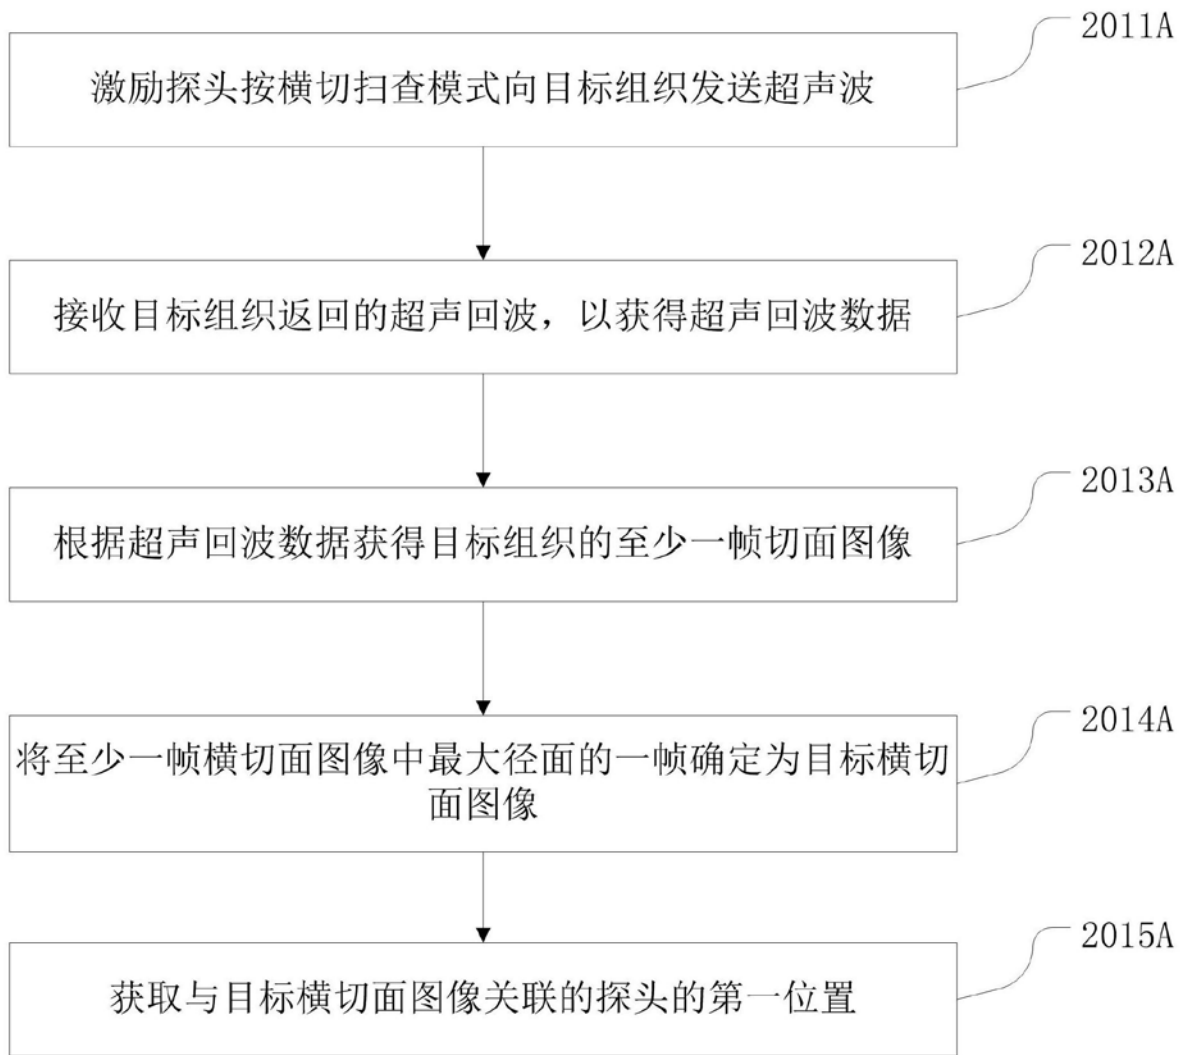 2011A
激励探头按横切扫查模式向目标组织发送超声波
2012A
接收目标组织返回的超声回波，以获得超声回波数据
2013A
根据超声回波数据获得目标组织的至少一帧切面图像
2014A
将至少一帧横切面图像中最大径面的一帧确定为目标横切
面图像
2015A
获取与目标横切面图像关联的探头的第一位置